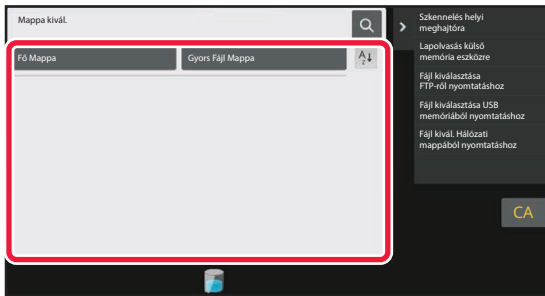 Mappa kivál.
Fő Mappa
Gyors Fájl Mappa
A
Z
Szkennelés helyi
meghajtóra
Lapolvasás külső
memória eszközre
Fájl kiválasztása
FTP-ről nyomtatáshoz
Fájl kiválasztása USB
memóriából nyomtatáshoz
Fájl kivál. Hálózati
mappából nyomtatáshoz
CA